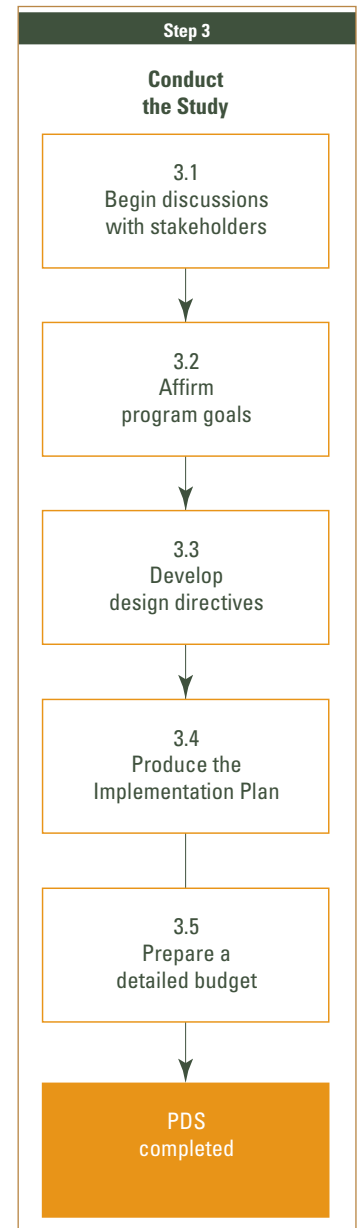 Step 3
Conduct
the Study
3.1
Begin discussions
with stakeholders
3.2
Affirm
program goals
3.3
Develop
design directives
3.4
Produce the
Implementation Plan
3.5
Prepare a
detailed budget
PDS
completed